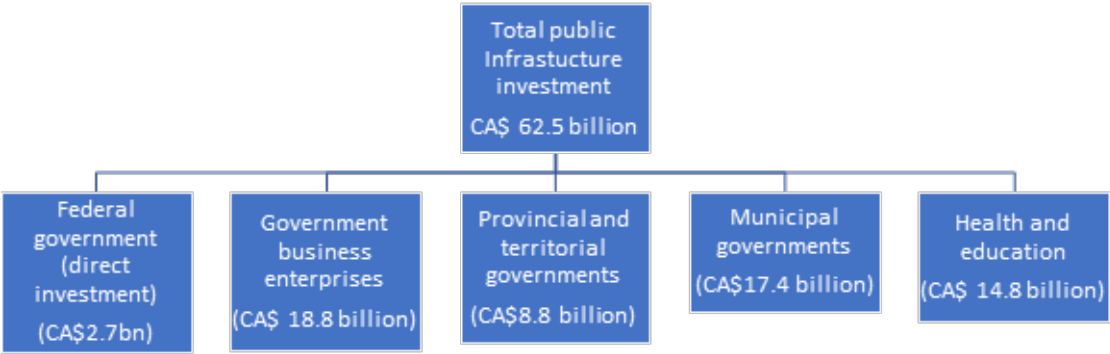 Total public
Infrastucture
investment
CA$ 62.5 billion
Federal
government
(direct
investment)
(CA$2.7bn)
Government
business
enterprises
(CA$ 18.8 billion)
Provincial and
territorial
governments
(CA$8.8 billion)
Municipal
governments
(CA$17.4 billion)
Health and
education
(CA$ 14.8 billion)